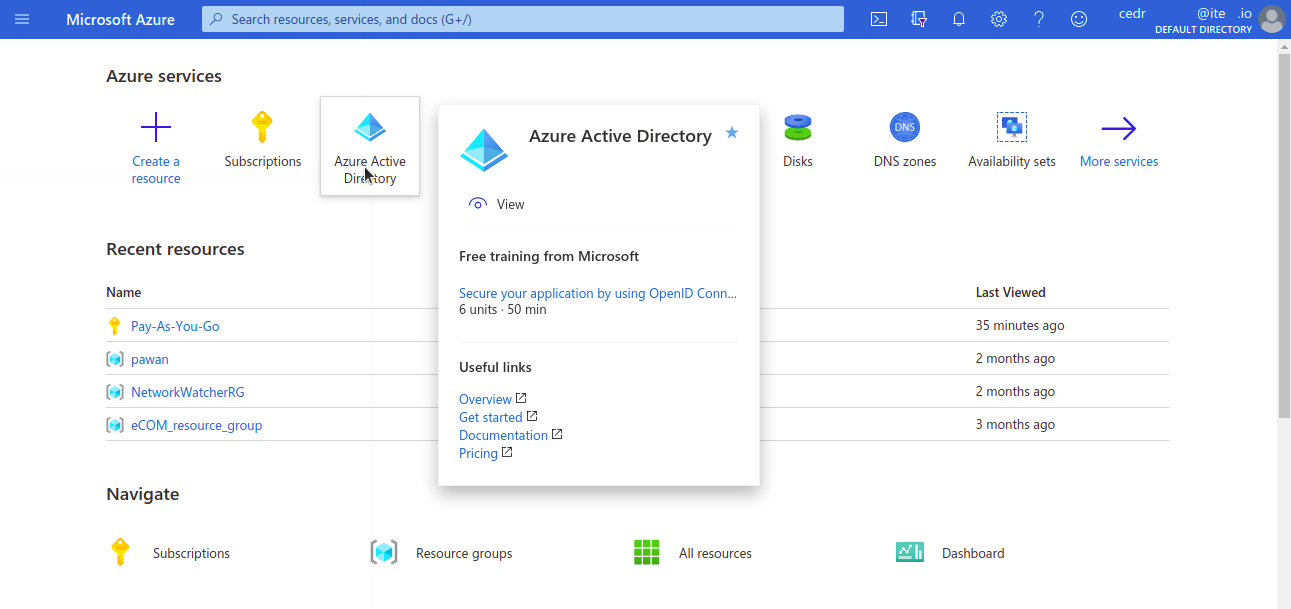 Microsoft Azure
Search resources, services, and docs (G+/)
cedr @ite .io
DEFAULT DIRECTORY
Azure services
Create a
resource
Subscriptions
Azure Active
Directory
Azure Active Directory
View
Free training from Microsoft
Secure your application by using OpenID Conn...
6 units · 50 min
Useful links
Overview
Get started
Documentation
Pricing
Disks
DNS
DNS zones
Availability sets
More services
Recent resources
Name
Last Viewed
Pay-As-You-Go
35 minutes ago
pawan
2 months ago
NetworkWatcherRG
2 months ago
eCOM_resource_group
3 months ago
Navigate
Subscriptions
Resource groups
All resources
Dashboard